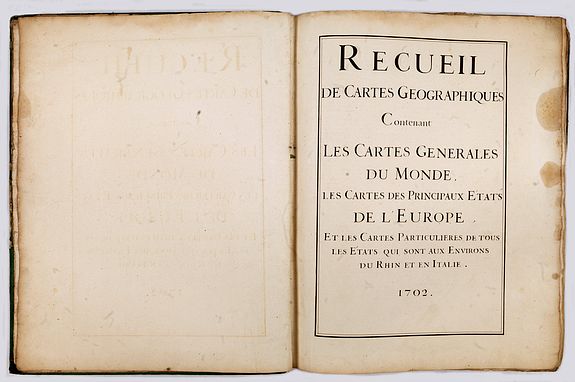 RECUEIL
DE CARTES GEOGRAPHIQUES
Contenant
LES CARTES GENERALES
DU MONDE,
LES CARTES DES PRINCIPAUX ETATS
DE L'EUROPE,
ET LES CARTES PARTICULIERES DE TOUS
LES ETATS QUI SONT AUX ENVIRONS
DU RHIN ET EN ITALIE.
1702.